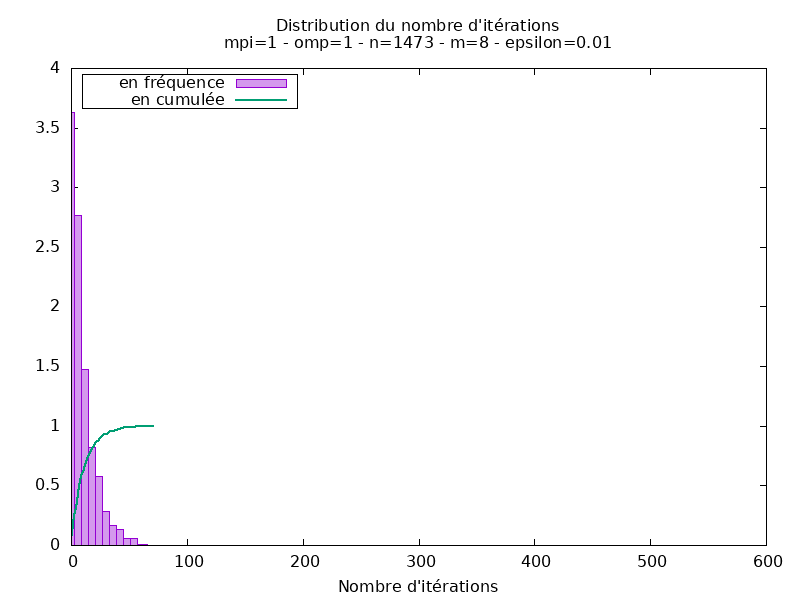 Distribution du nombre d'itérations
mpi=1 - omp=1 - n=1473 - m=8 - epsilon=0.01
en fréquence
en cumulée
4
3.5
3
2.5
2
1.5
1
0.5
0
0 100 200 300 400 500 600
Nombre d'itérations